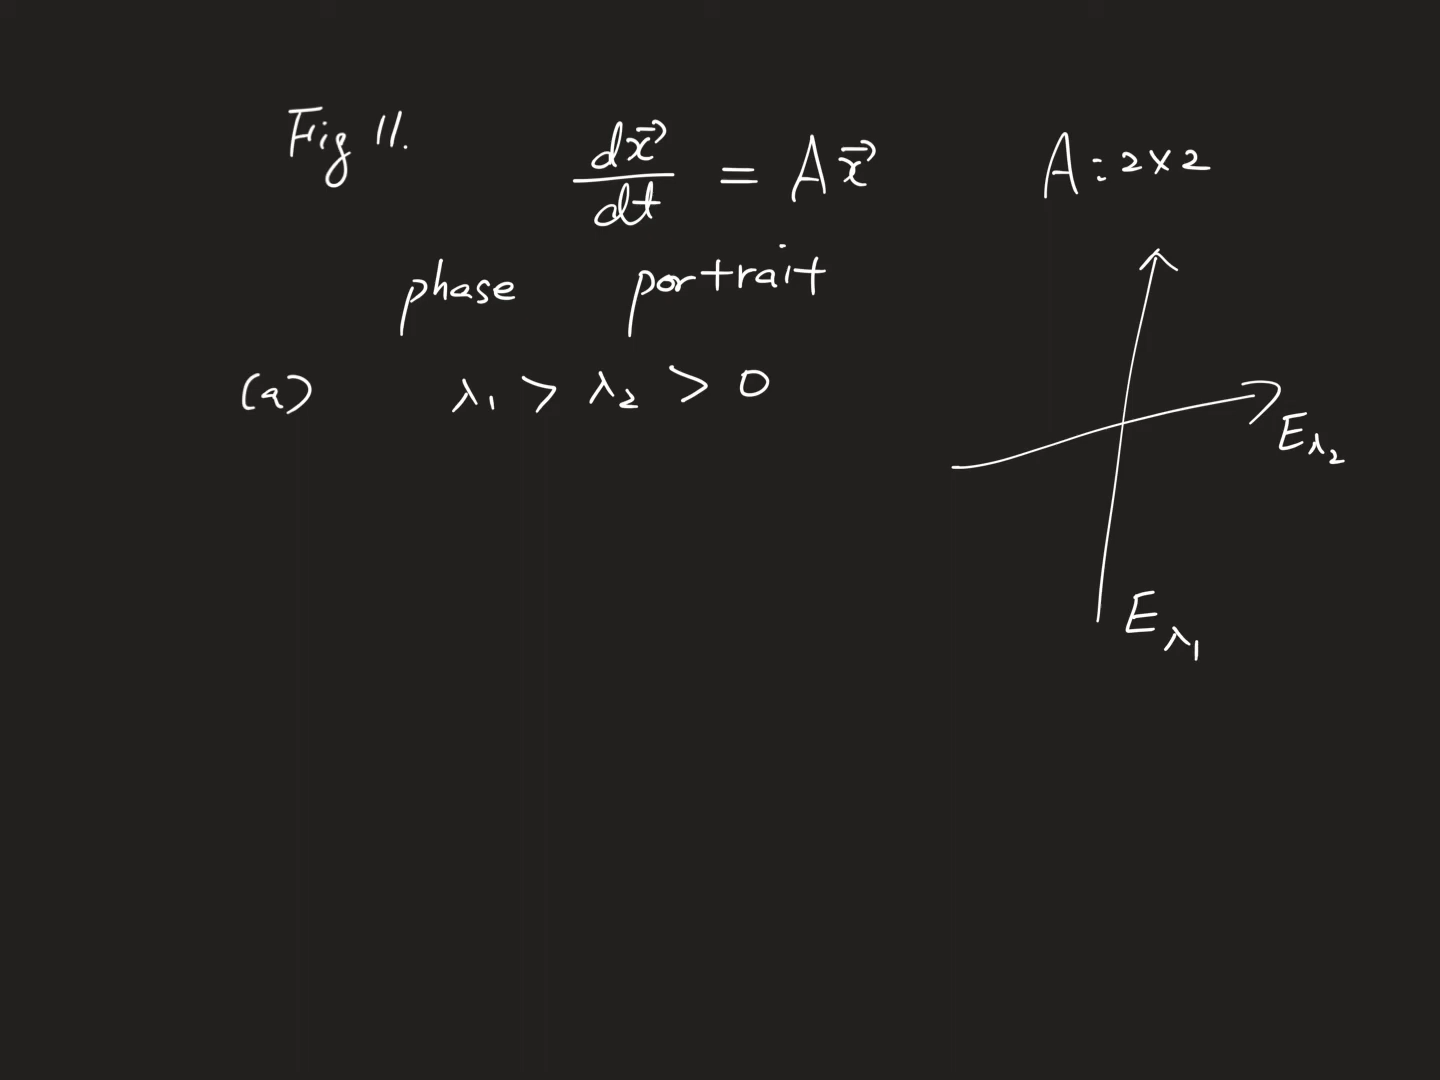 Fig 11. dx⃗/dt = Ax⃗ A : 2×2
phase portrait
(a) λ₁ > λ₂ > 0
E_λ₂
E_λ₁